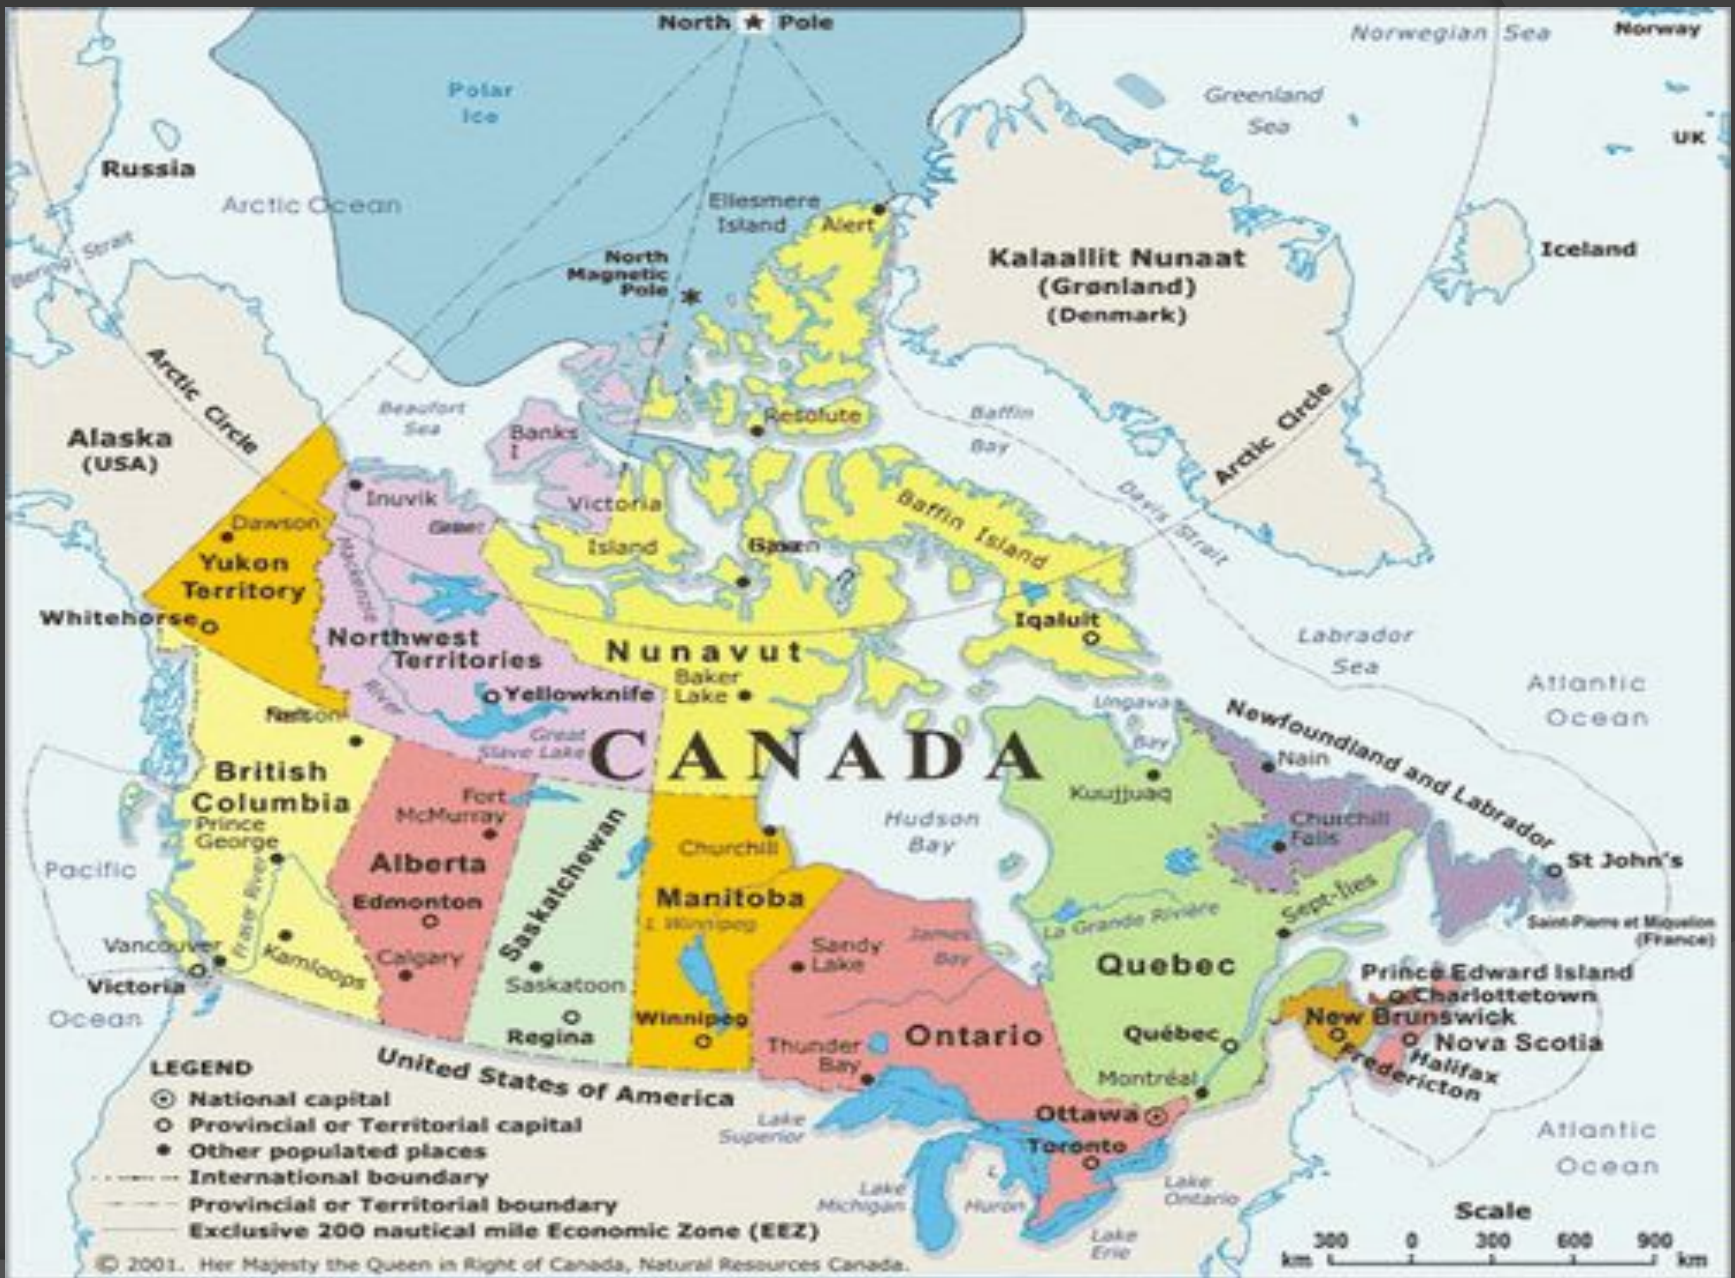 North ★ Pole
Norwegian Sea
Norway
Polar
Ice
Greenland
Sea
UK
Russia
Arctic Ocean
Ellesmere
Island
Alert
Bering Strait
North
Magnetic
Pole
Kalaallit Nunaat
(Grønland)
(Denmark)
Iceland
Arctic Circle
Beaufort
Sea
Resolute
Baffin
Bay
Arctic Circle
Alaska
(USA)
Banks
I
Inuvik
Victoria
Island
Baffin Island
Davis Strait
Dawson
Yukon
Territory
Mackenzie
River
Whitehorse
Northwest
Territories
Nunavut
Iqaluit
Labrador
Sea
Baker
Lake
Yellowknife
Great
Slave Lake
Ungava
Bay
Atlantic
Ocean
Newfoundland and Labrador
CANADA
Nain
British
Columbia
Fort
McMurray
Kuujjuaq
Prince
George
Hudson
Bay
Churchill
Falls
Pacific
Ocean
Alberta
Saskatchewan
Churchill
St John's
Edmonton
Manitoba
L Winnipeg
Sept-Îles
La Grande Rivière
Saint-Pierre et Miquelon
(France)
Fraser River
Vancouver
Kamloops
Calgary
Sandy
Lake
James
Bay
Quebec
Prince Edward Island
Charlottetown
Victoria
Saskatoon
New Brunswick
Regina
Winnipeg
Ontario
Québec
Nova Scotia
Halifax
Fredericton
Thunder
Bay
Montréal
United States of America
Ottawa
Toronto
Lake
Superior
Lake
Michigan
L
Huron
Lake
Ontario
Lake
Erie
Atlantic
Ocean
LEGEND
National capital
Provincial or Territorial capital
Other populated places
International boundary
Provincial or Territorial boundary
Exclusive 200 nautical mile Economic Zone (EEZ)
Scale
300 0 300 600 900
km km
© 2001. Her Majesty the Queen in Right of Canada, Natural Resources Canada.